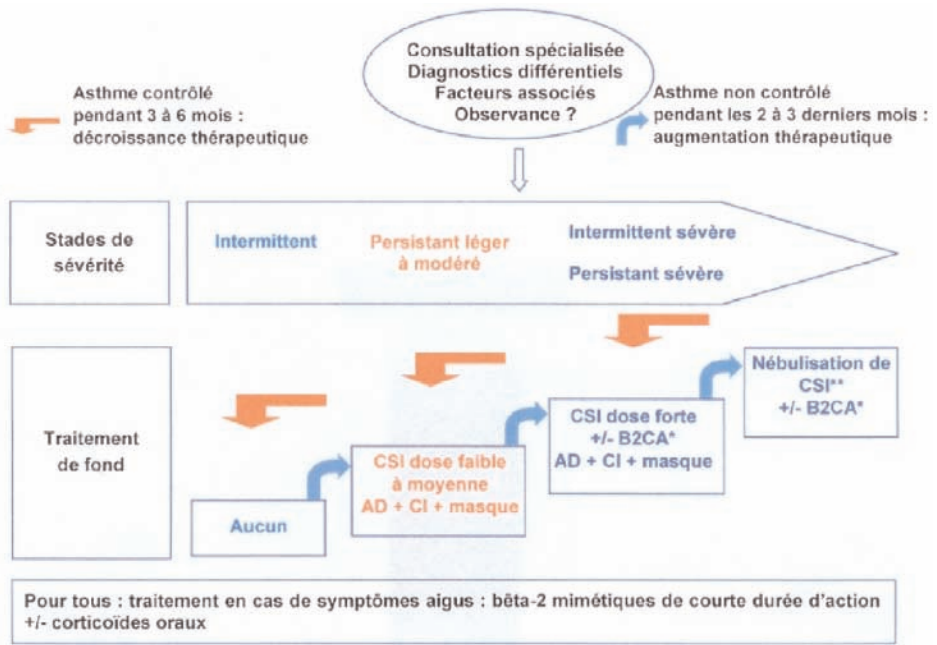 Consultation spécialisée
Diagnostics différentiels
Facteurs associés
Observance ?
Asthme contrôlé
pendant 3 à 6 mois :
décroissance thérapeutique
Asthme non contrôlé
pendant les 2 à 3 derniers mois :
augmentation thérapeutique
Stades de
sévérité
Intermittent
Persistant léger
à modéré
Intermittent sévère
Persistant sévère
Traitement
de fond
Aucun
CSI dose faible
à moyenne
AD + CI + masque
CSI dose forte
+/- B2CA*
AD + CI + masque
Nébulisation de
CSI**
+/- B2CA*
Pour tous : traitement en cas de symptômes aigus : bêta-2 mimétiques de courte durée d'action
+/- corticoïdes oraux